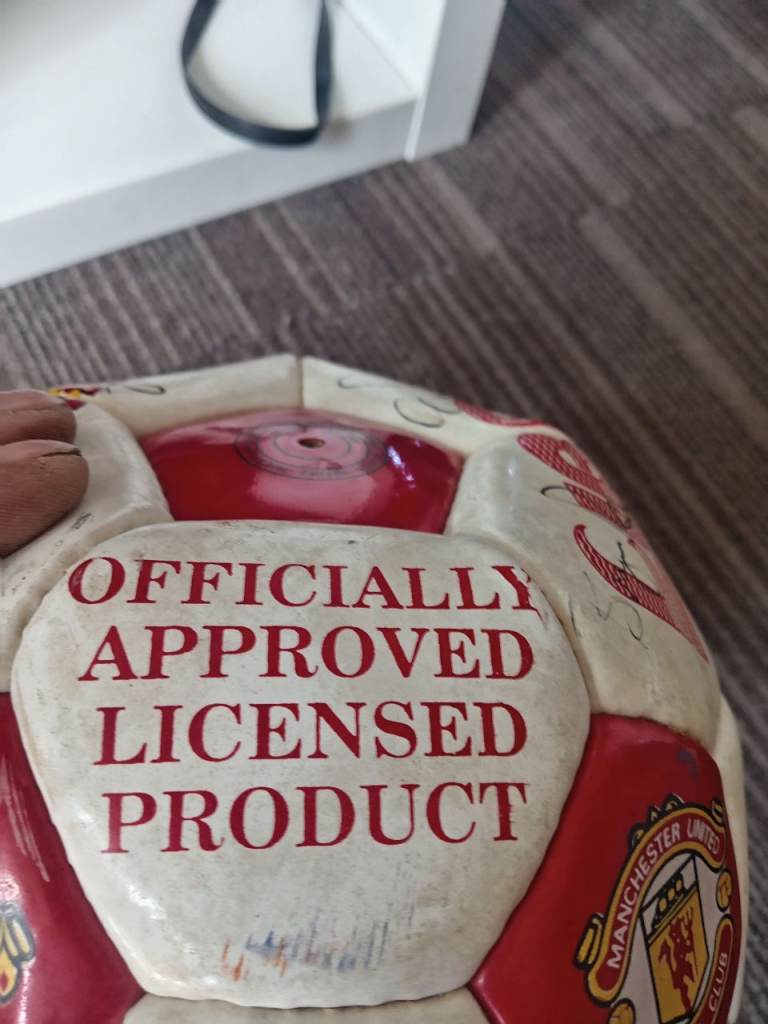 OFFICIALLY
APPROVED
LICENSED
PRODUCT
MANCHESTER UNITED
CLUB